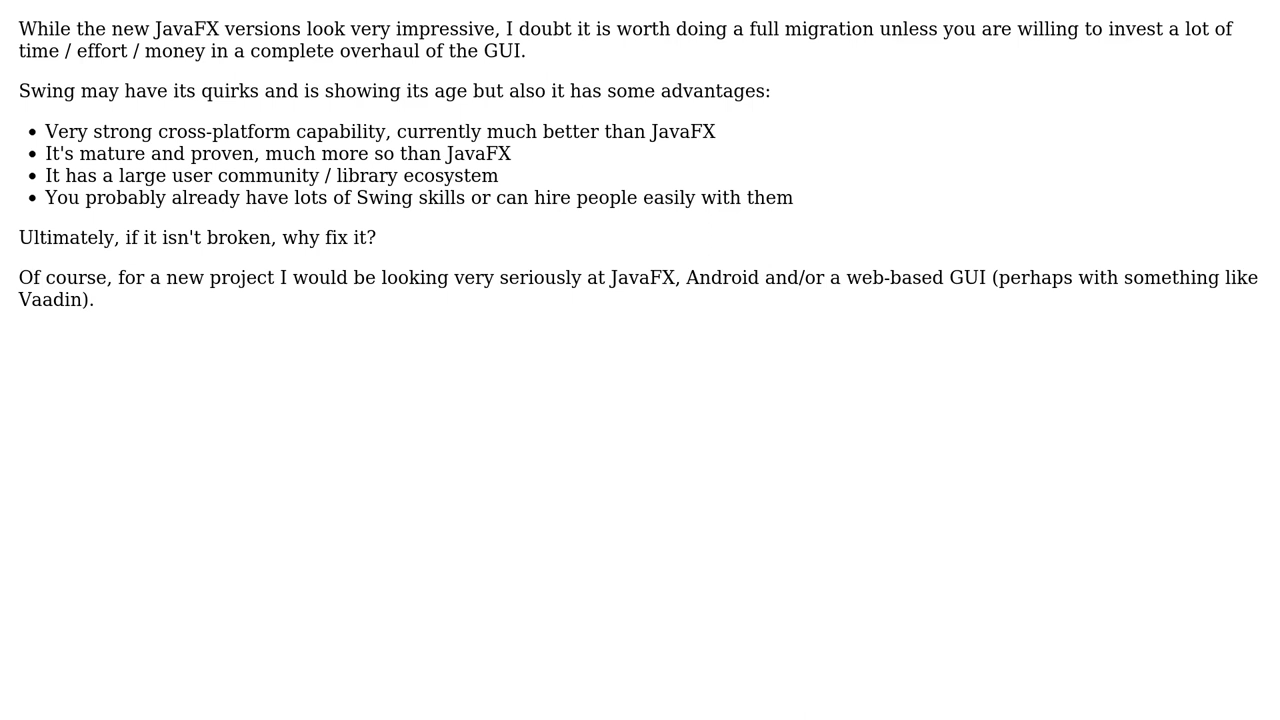 While the new JavaFX versions look very impressive, I doubt it is worth doing a full migration unless you are willing to invest a lot of
time / effort / money in a complete overhaul of the GUI.
Swing may have its quirks and is showing its age but also it has some advantages:
• Very strong cross-platform capability, currently much better than JavaFX
• It's mature and proven, much more so than JavaFX
• It has a large user community / library ecosystem
• You probably already have lots of Swing skills or can hire people easily with them
Ultimately, if it isn't broken, why fix it?
Of course, for a new project I would be looking very seriously at JavaFX, Android and/or a web-based GUI (perhaps with something like
Vaadin).